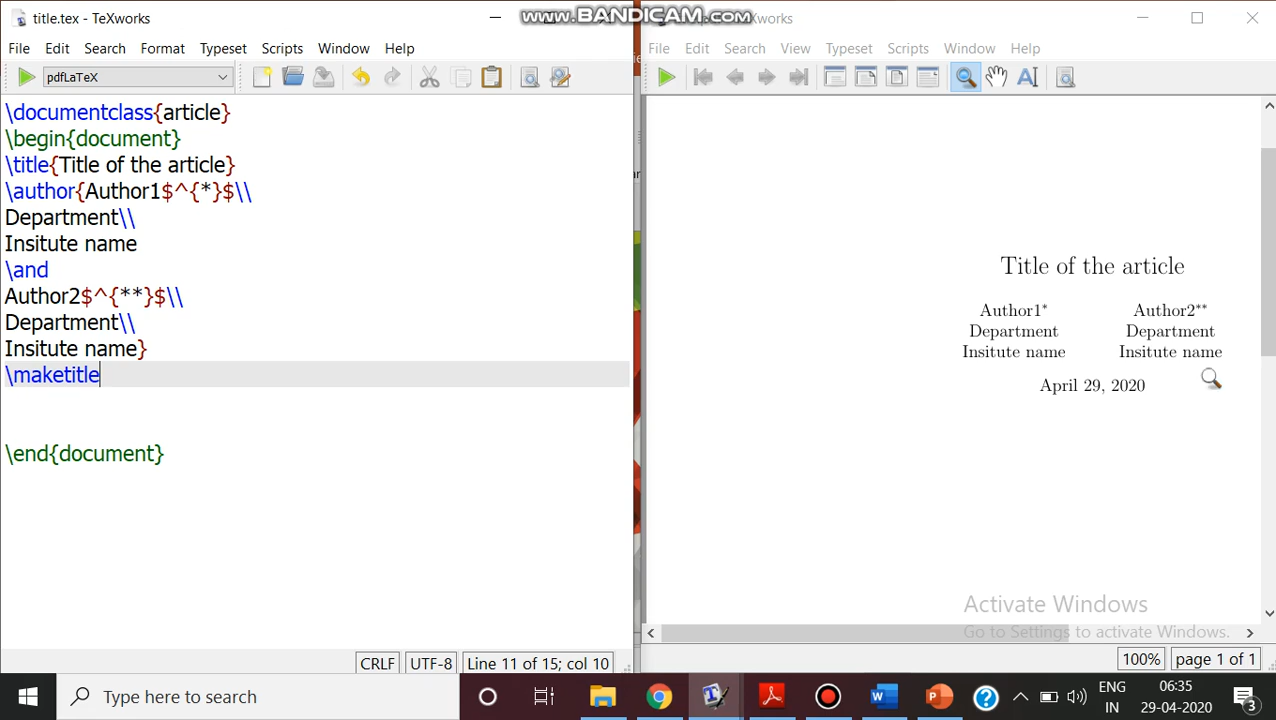 title.tex - TeXworks
www.BANDICAM.com
works
File Edit Search Format Typeset Scripts Window Help
File Edit Search View Typeset Scripts Window Help
pdfLaTeX
\documentclass{article}
\begin{document}
\title{Title of the article}
\author{Author1$^{*}$\\
Department\\
Insitute name
\and
Author2$^{**}$\\
Department\\
Insitute name}
\maketitle
\end{document}
Title of the article
Author1* Author2**
Department Department
Insitute name Insitute name
April 29, 2020
Activate Windows
Go to Settings to activate Windows.
CRLF UTF-8 Line 11 of 15; col 10
100% page 1 of 1
Type here to search
ENG
IN
06:35
29-04-2020
3